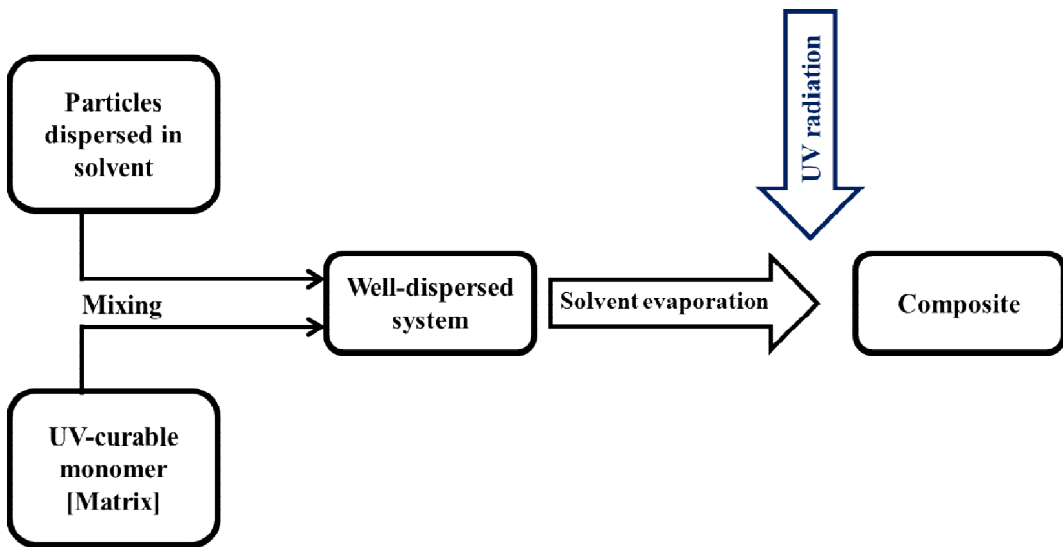 Particles
dispersed in
solvent
Mixing
UV-curable
monomer
[Matrix]
Well-dispersed
system
Solvent evaporation
UV radiation
Composite